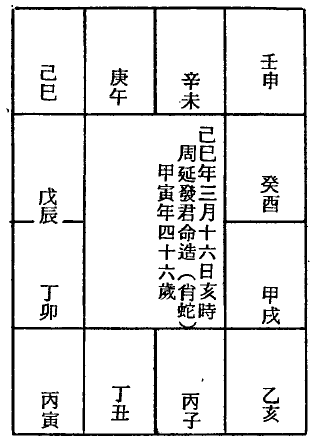 己巳
庚午
辛未
壬申
戊辰
己巳年三月十六日亥時
周延發君命造（肖蛇）
甲寅年四十六歲
癸酉
丁卯
甲戌
丙寅
丁丑
丙子
乙亥